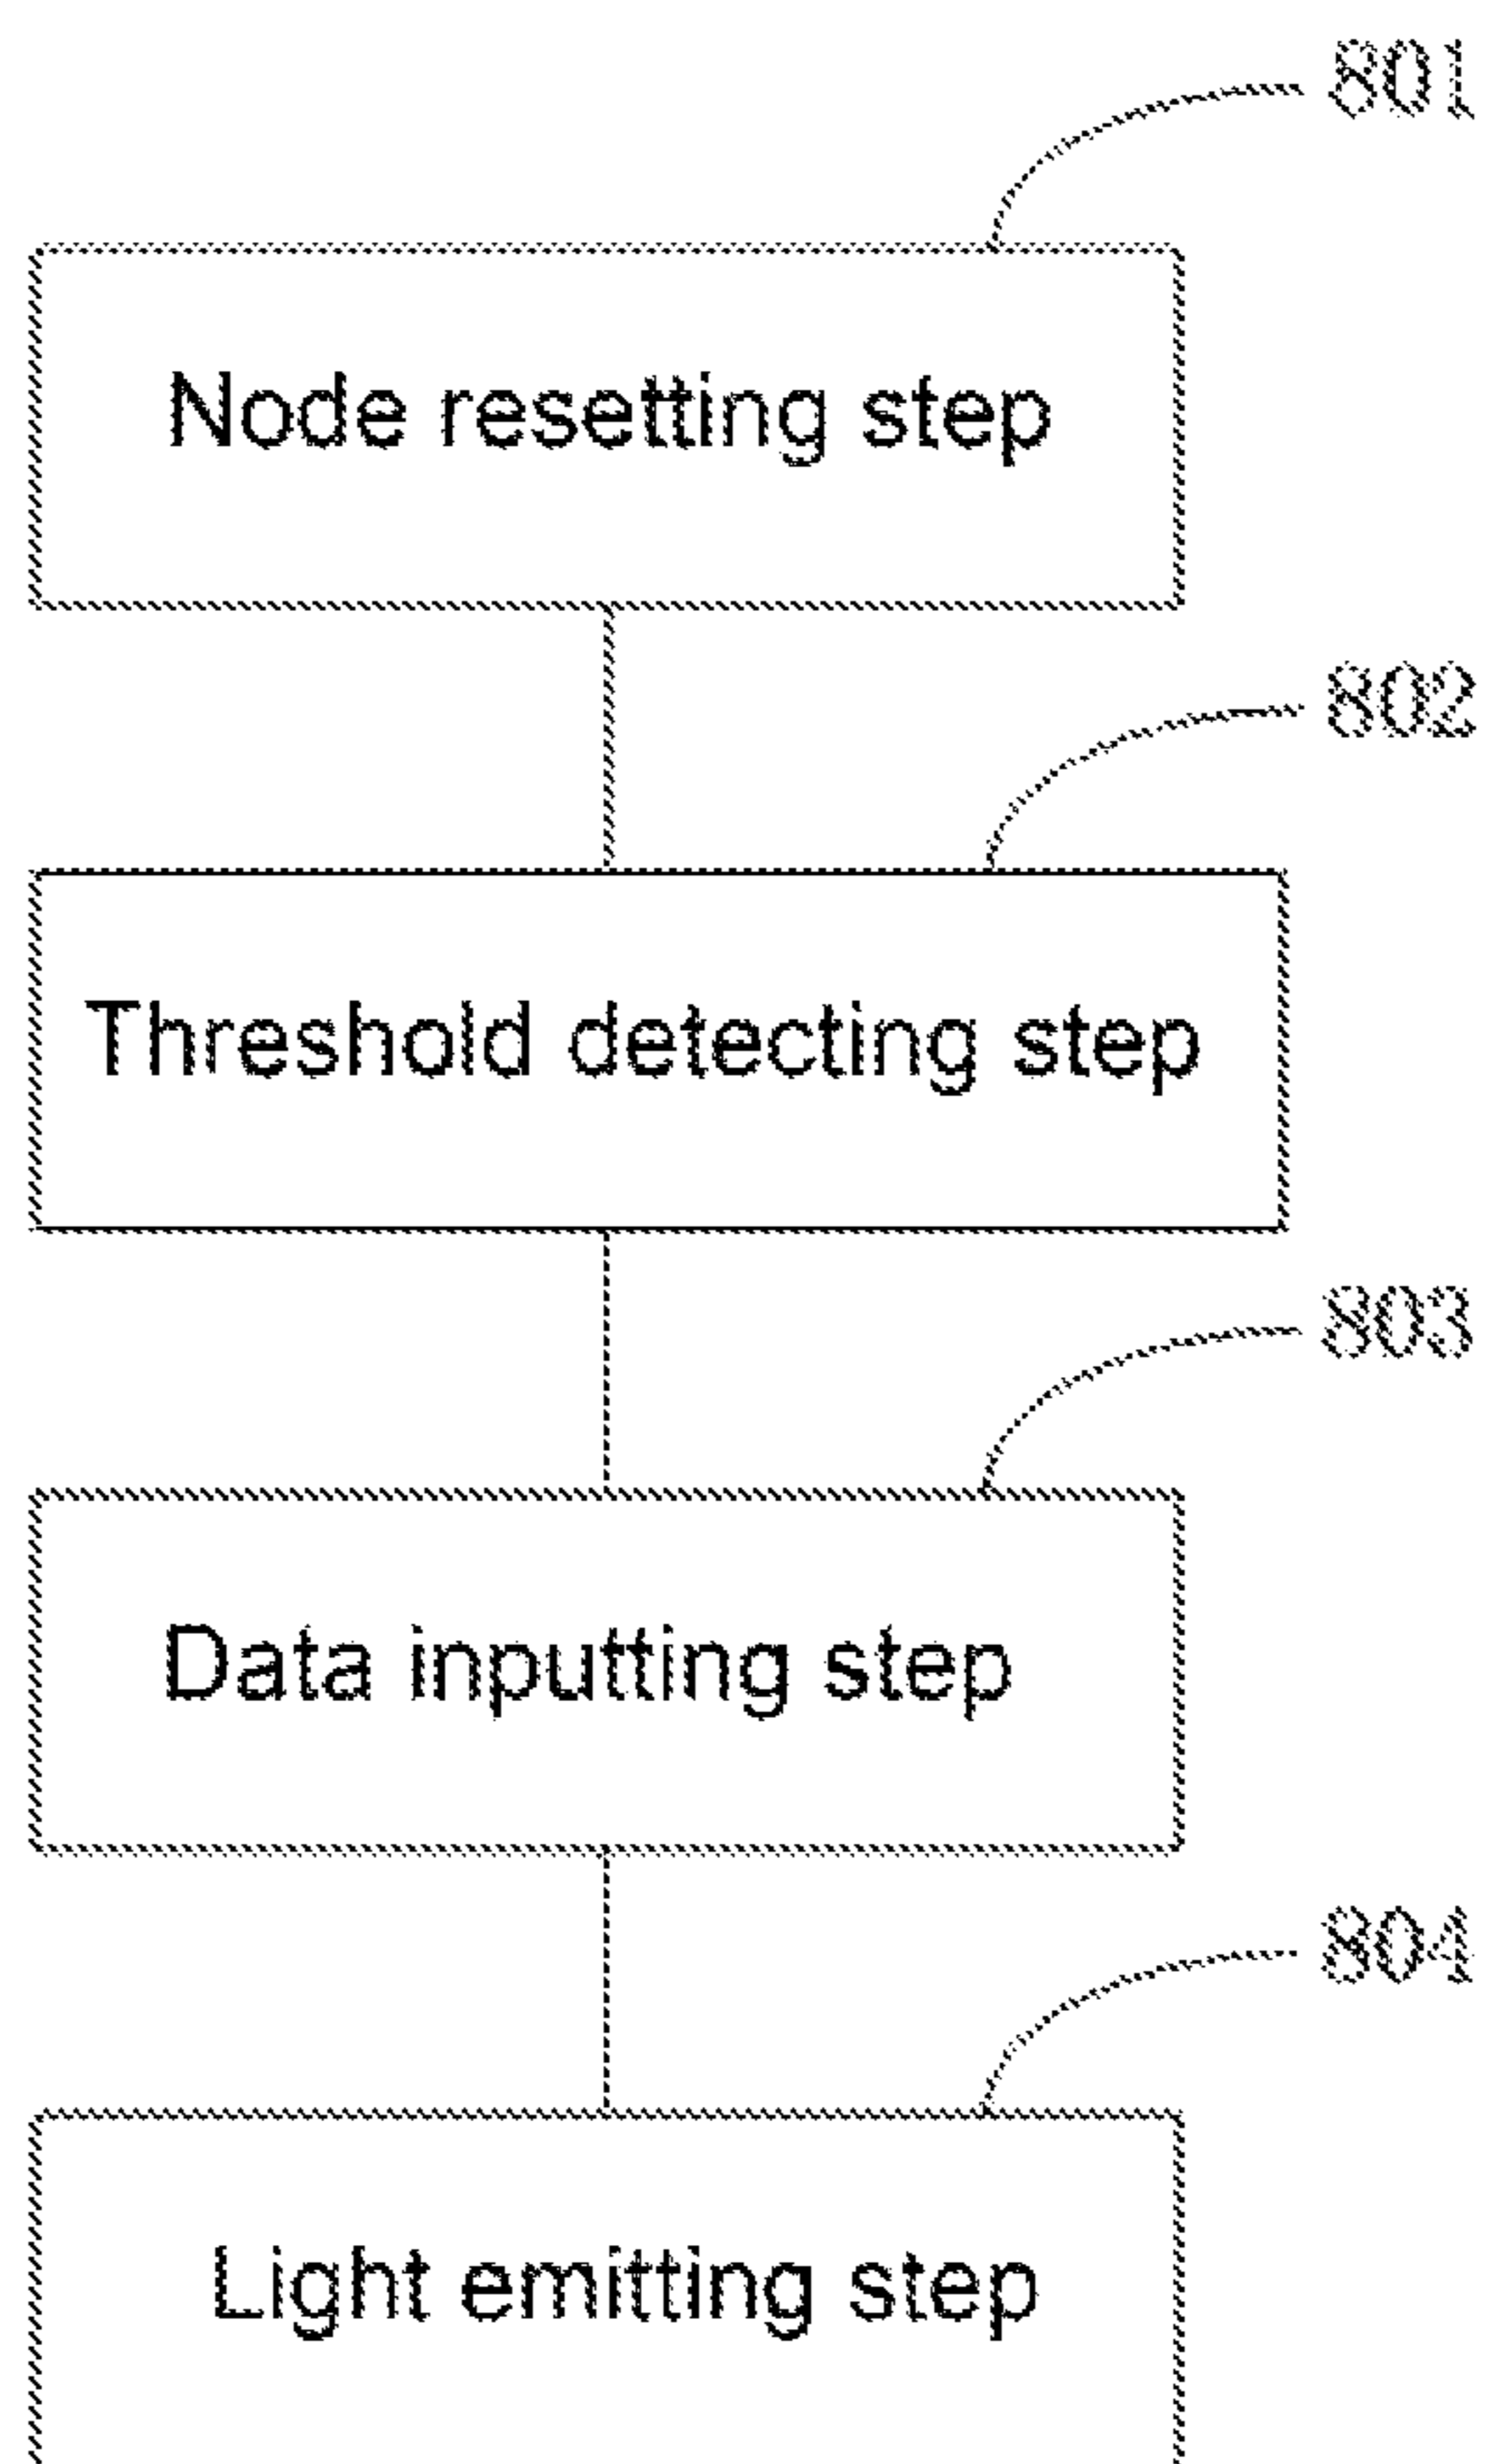 801
Node resetting step
802
Threshold detecting step
803
Data inputting step
804
Light emitting step